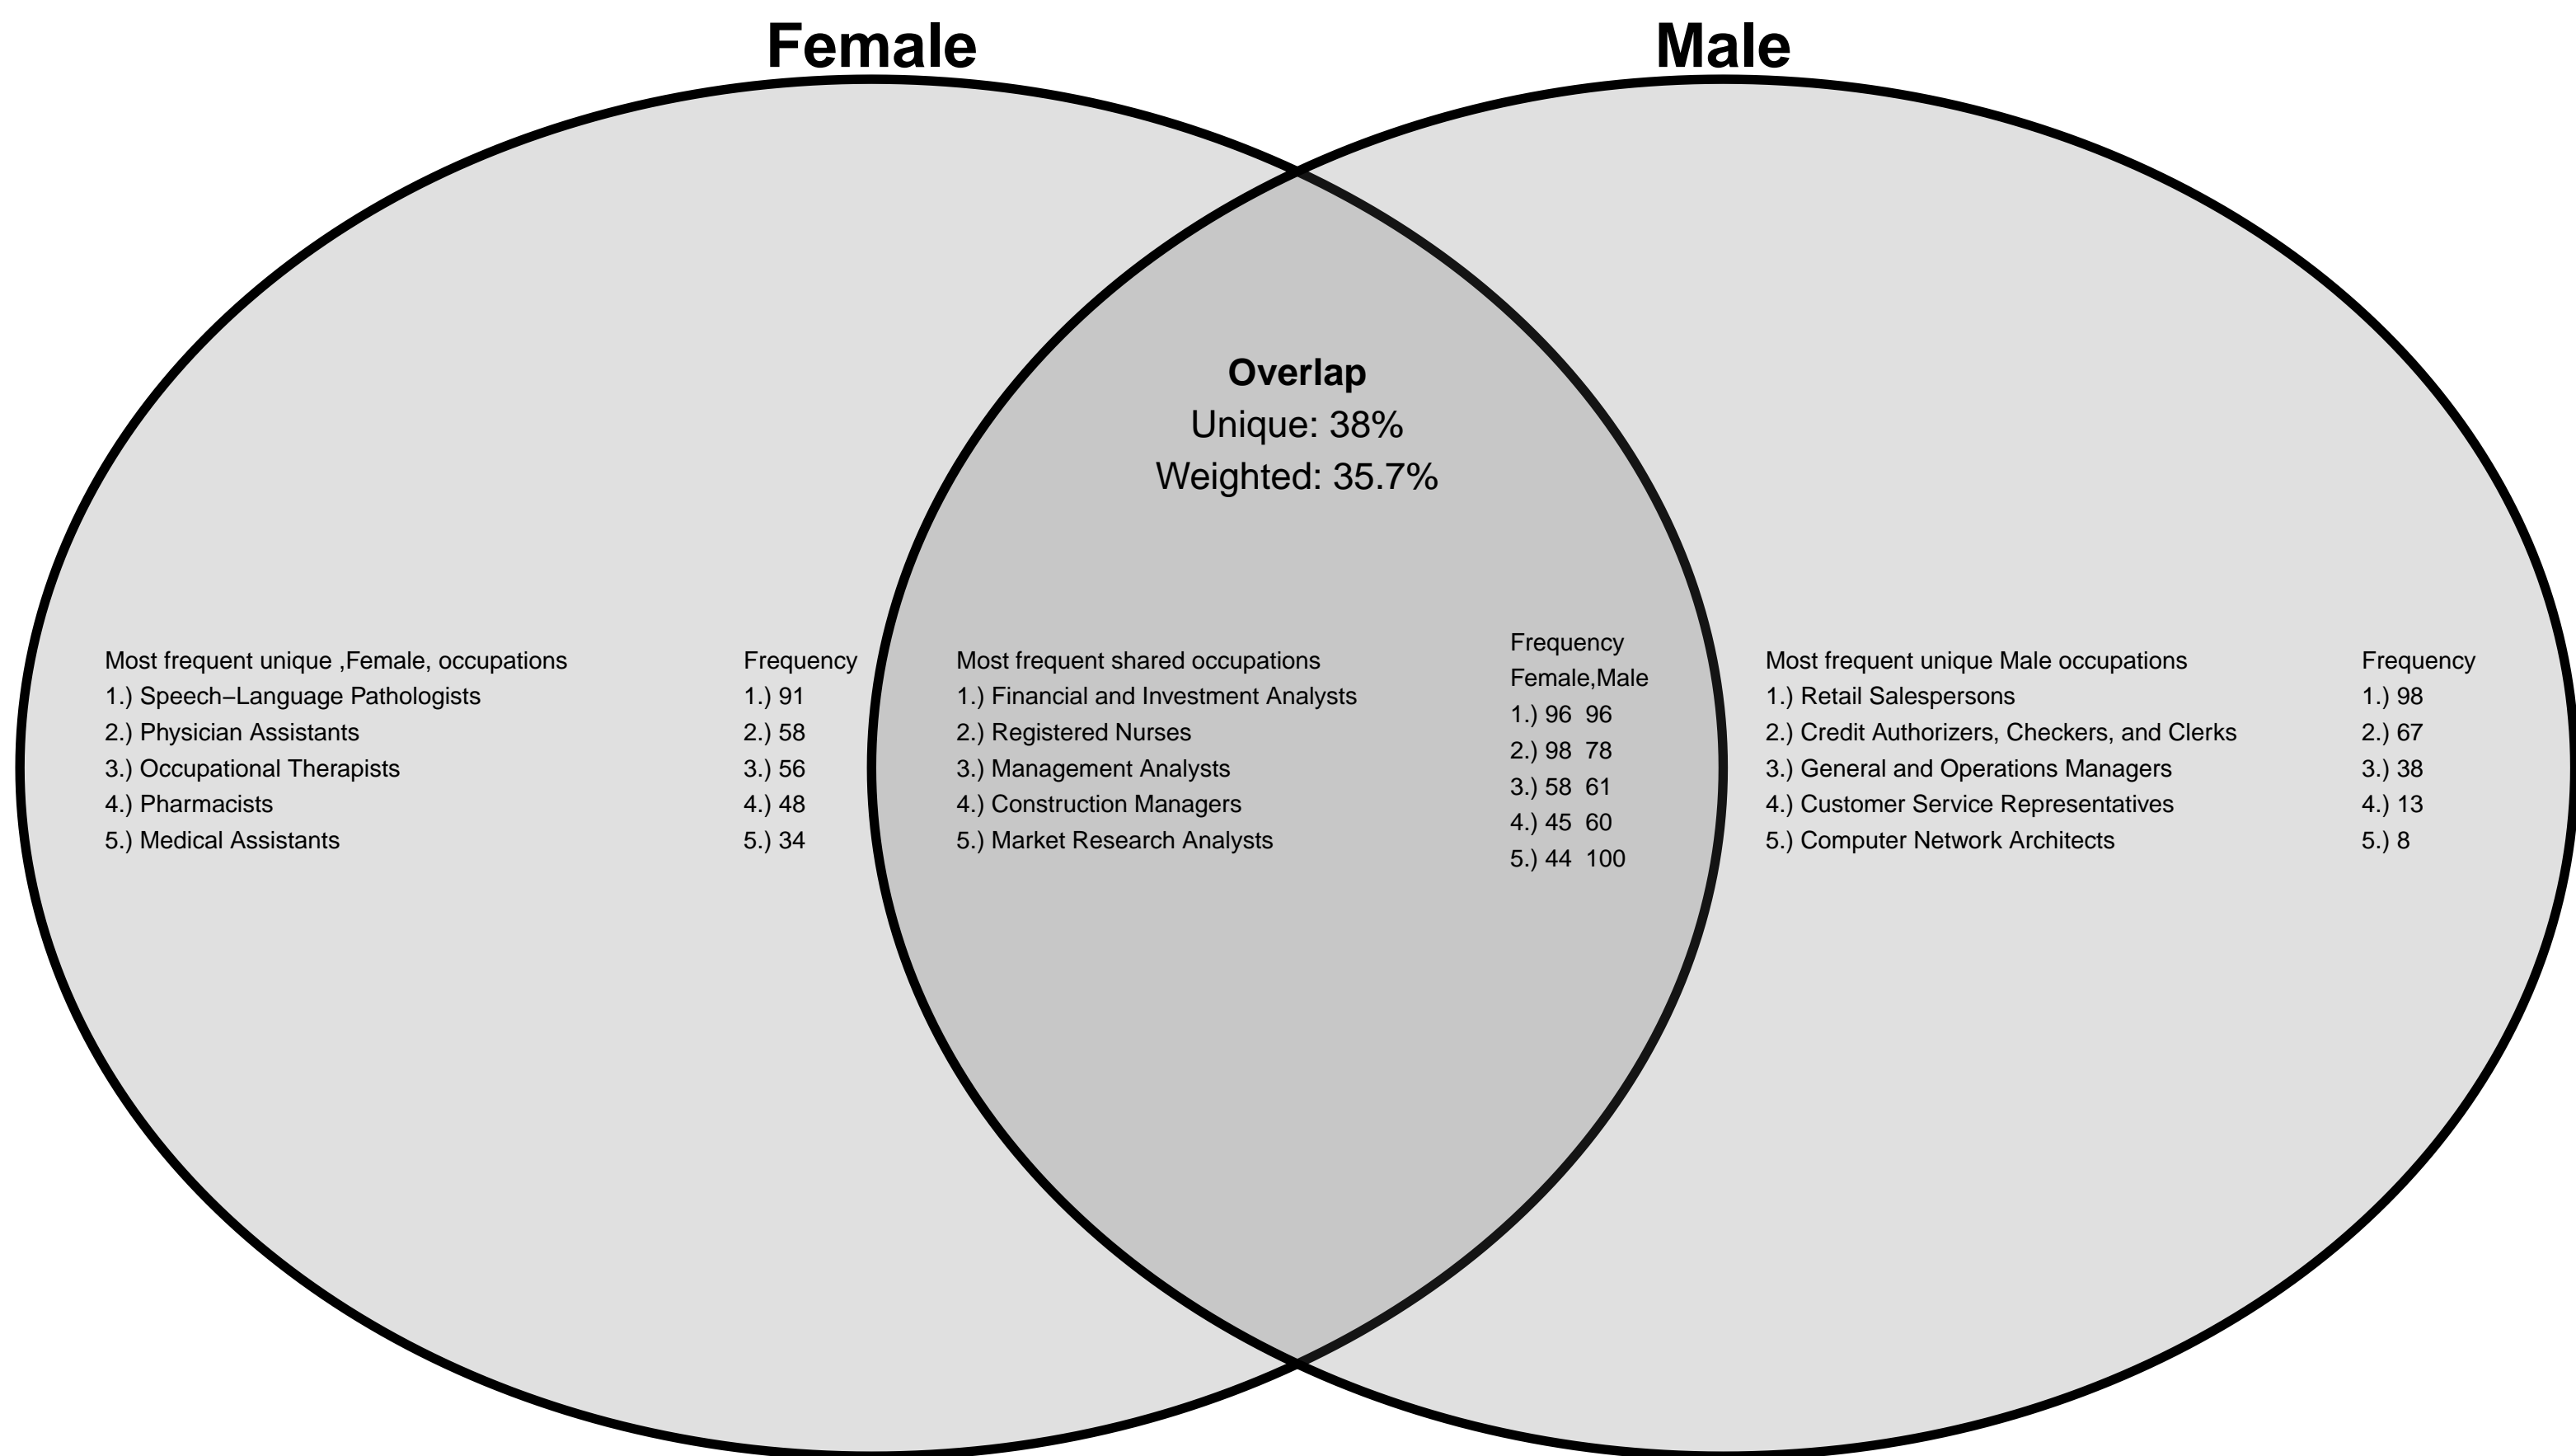 Female
Male
Overlap
Unique: 38%
Weighted: 35.7%
Most frequent unique ,Female, occupations
1.) Speech−Language Pathologists
2.) Physician Assistants
3.) Occupational Therapists
4.) Pharmacists
5.) Medical Assistants
Frequency
1.) 91
2.) 58
3.) 56
4.) 48
5.) 34
Most frequent shared occupations
1.) Financial and Investment Analysts
2.) Registered Nurses
3.) Management Analysts
4.) Construction Managers
5.) Market Research Analysts
Frequency
Female,Male
1.) 96 96
2.) 98 78
3.) 58 61
4.) 45 60
5.) 44 100
Most frequent unique Male occupations
1.) Retail Salespersons
2.) Credit Authorizers, Checkers, and Clerks
3.) General and Operations Managers
4.) Customer Service Representatives
5.) Computer Network Architects
Frequency
1.) 98
2.) 67
3.) 38
4.) 13
5.) 8